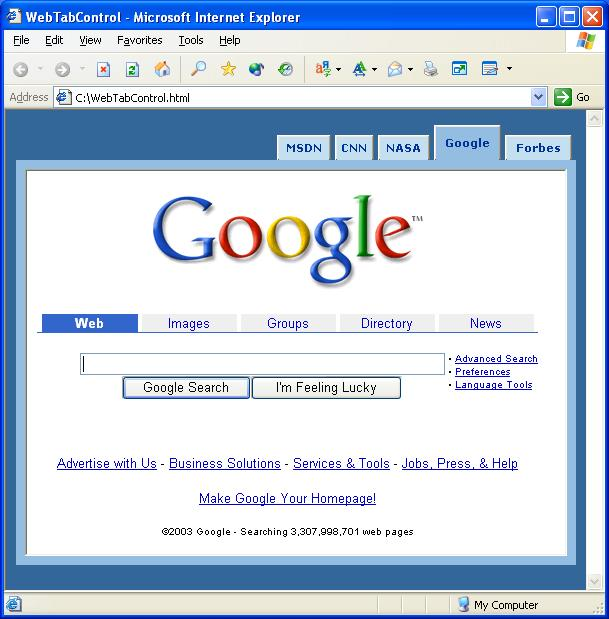 WebTabControl - Microsoft Internet Explorer
File Edit View Favorites Tools Help
Address C:\WebTabControl.html Go
MSDN CNN NASA Google Forbes
Google™
Web Images Groups Directory News
• Advanced Search
• Preferences
• Language Tools
Google Search I'm Feeling Lucky
Advertise with Us - Business Solutions - Services & Tools - Jobs, Press, & Help
Make Google Your Homepage!
©2003 Google - Searching 3,307,998,701 web pages
My Computer